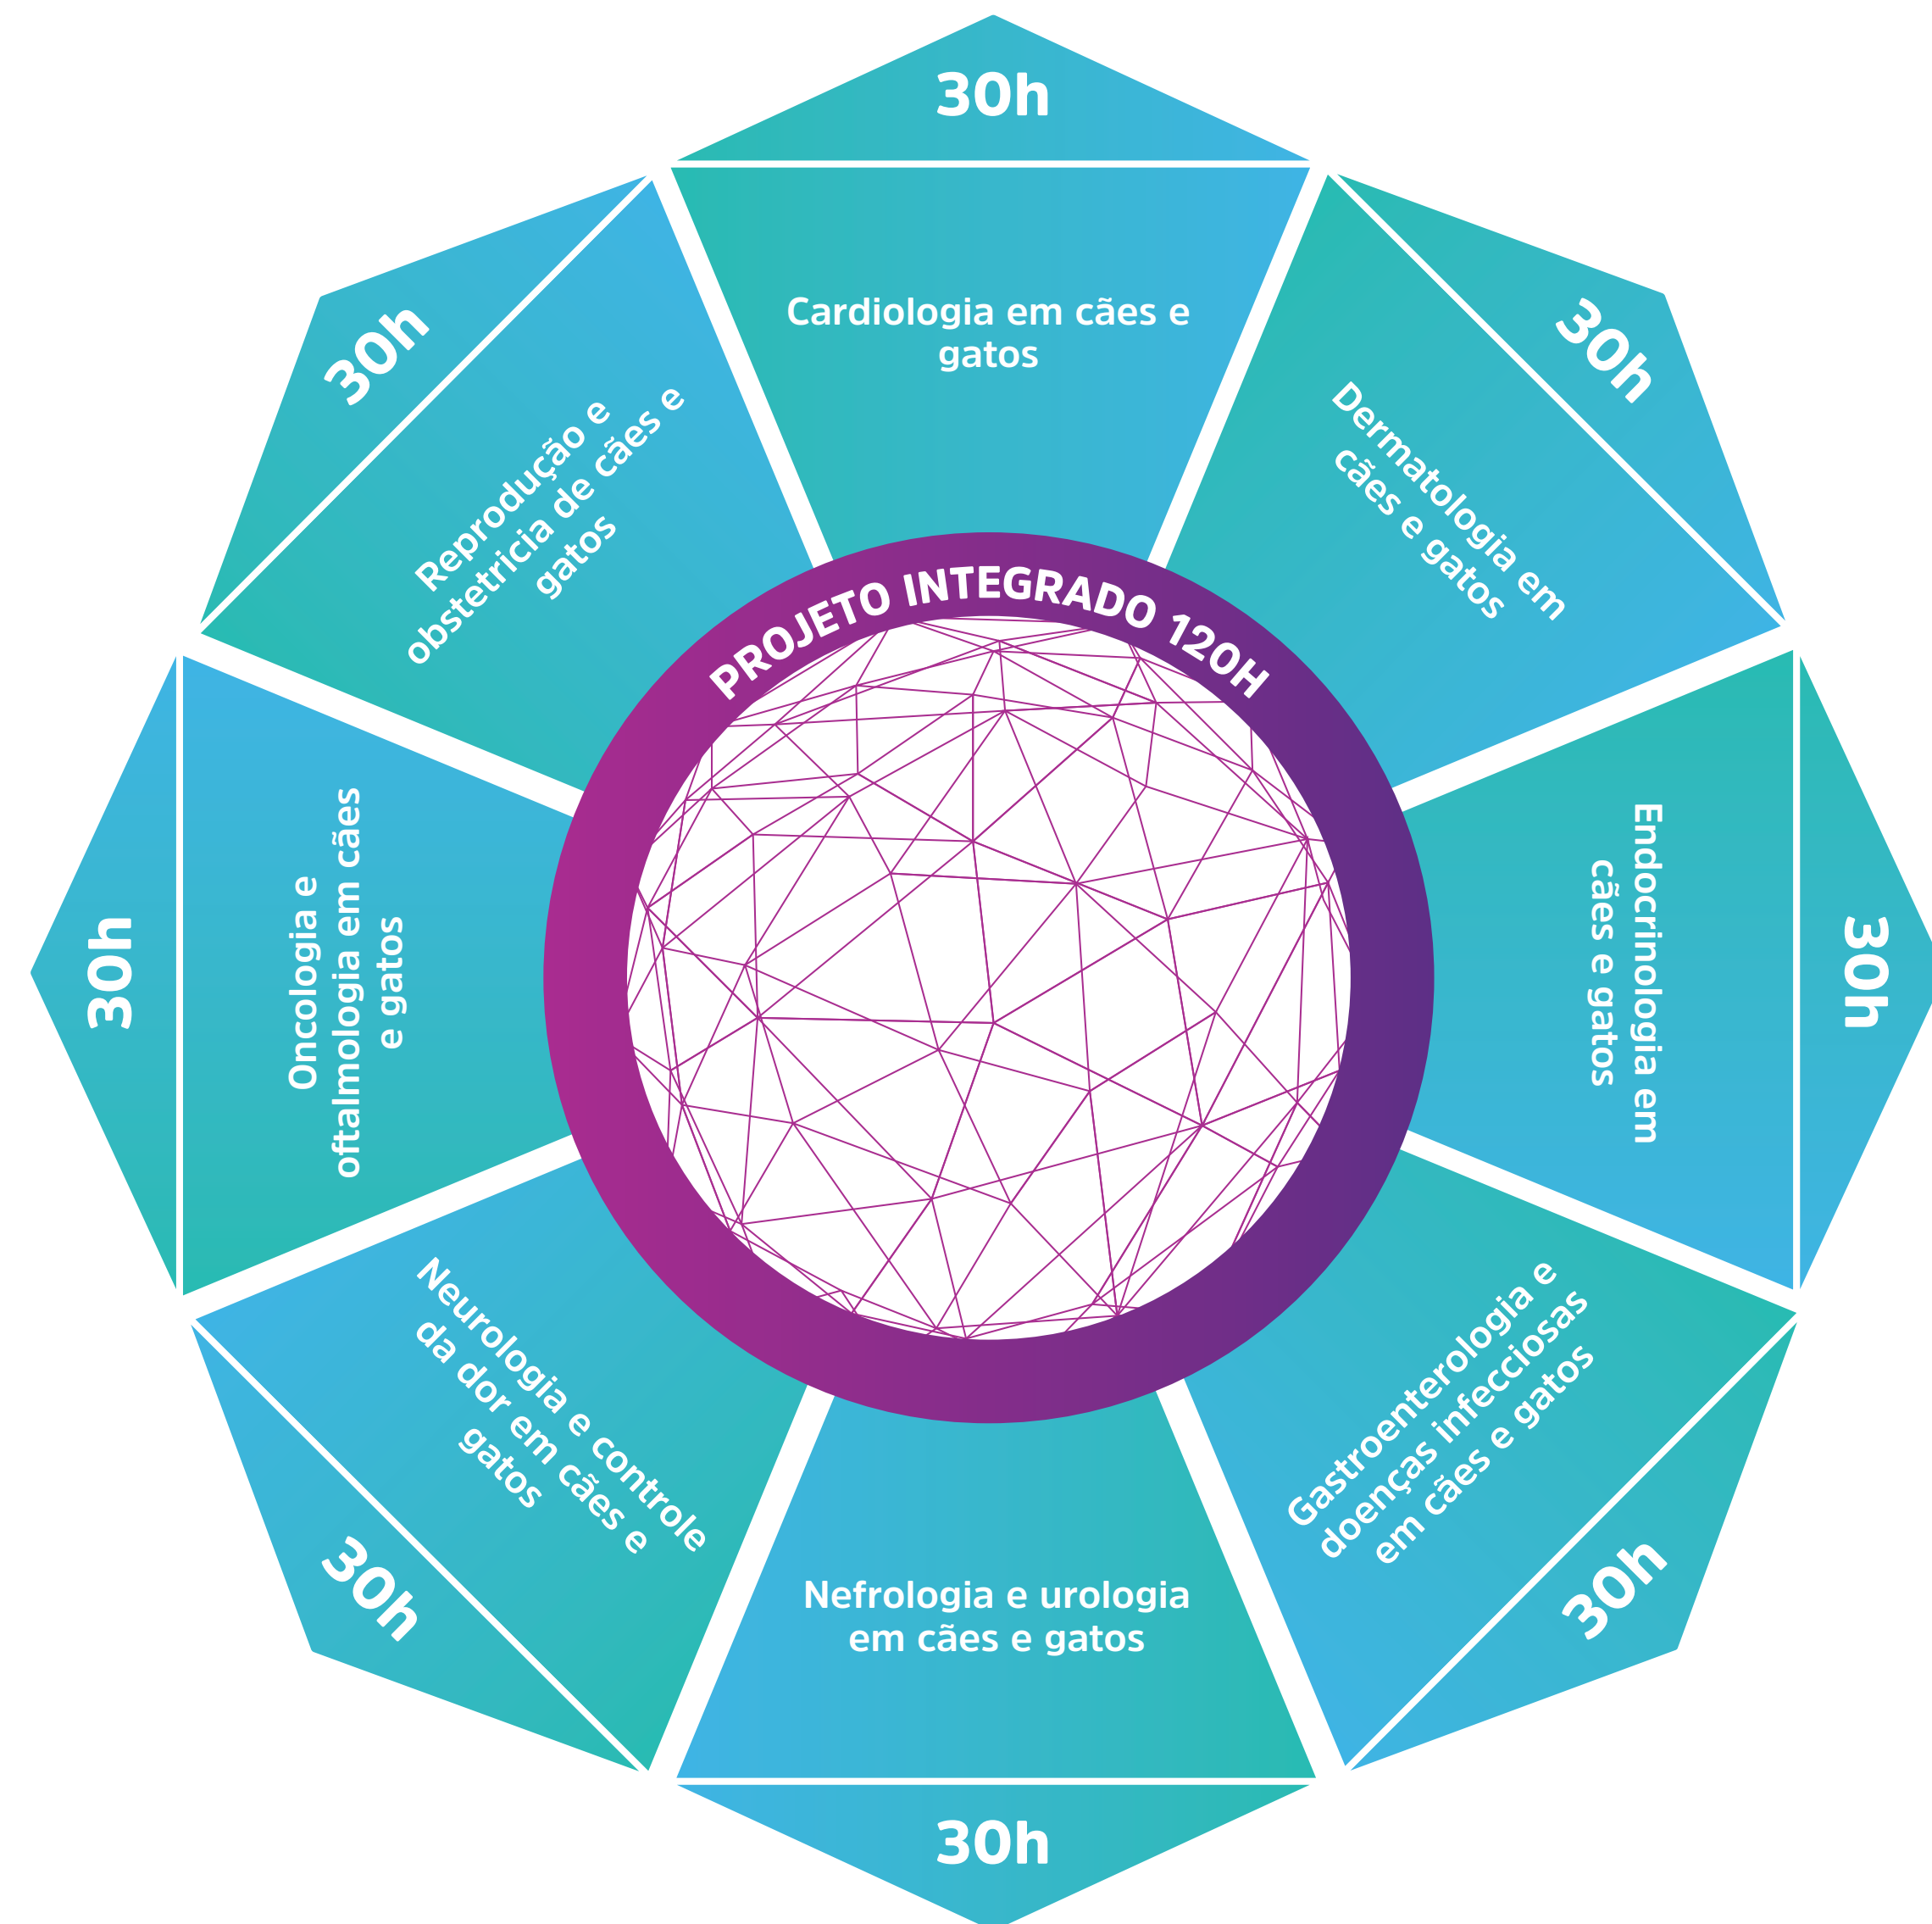 30h
Cardiologia em cães e
gatos
30h
Dermatologia em
cães e gatos
30h
Endocrinologia em
cães e gatos
30h
Gastroenterologia e
doenças infecciosas
em cães e gatos
30h
Nefrologia e urologia
em cães e gatos
30h
Neurologia e controle
da dor em cães e
gatos
30h
Oncologia e
oftalmologia em cães
e gatos
30h
Reprodução e
obstetrícia de cães e
gatos
PROJETO INTEGRADO 120H